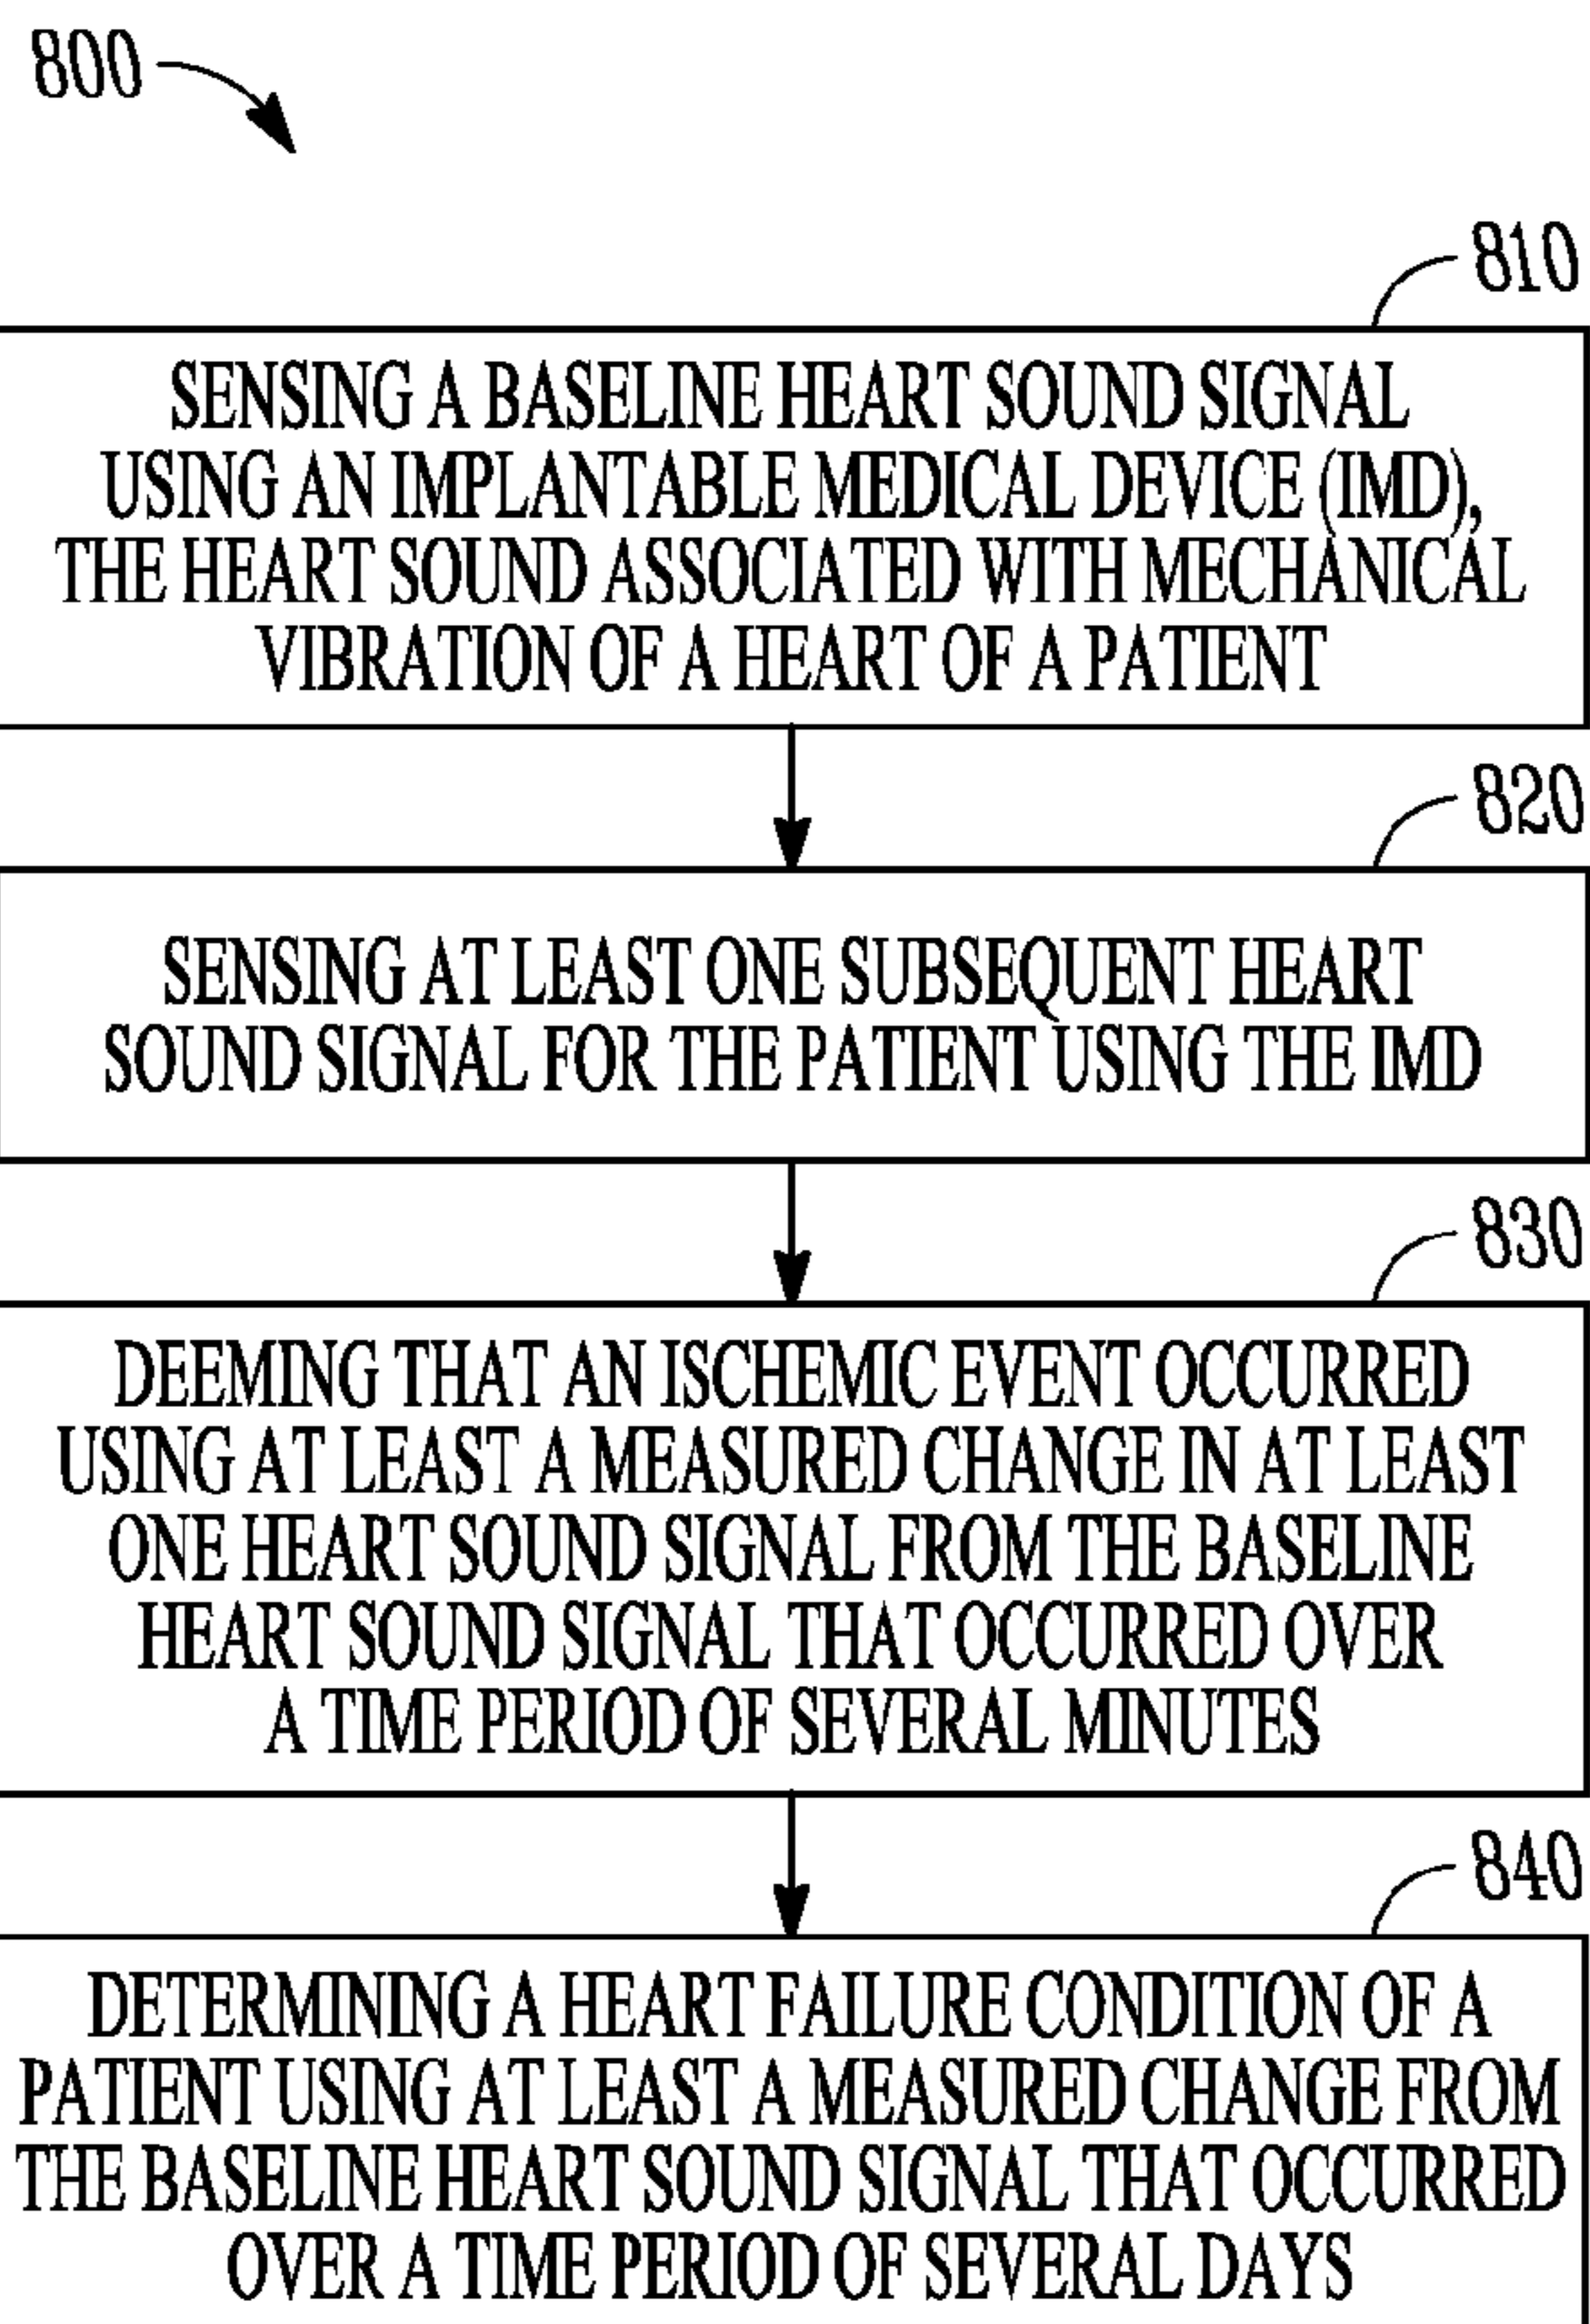 800
810
SENSING A BASELINE HEART SOUND SIGNAL
USING AN IMPLANTABLE MEDICAL DEVICE (IMD),
THE HEART SOUND ASSOCIATED WITH MECHANICAL
VIBRATION OF A HEART OF A PATIENT
820
SENSING AT LEAST ONE SUBSEQUENT HEART
SOUND SIGNAL FOR THE PATIENT USING THE IMD
830
DEEMING THAT AN ISCHEMIC EVENT OCCURRED
USING AT LEAST A MEASURED CHANGE IN AT LEAST
ONE HEART SOUND SIGNAL FROM THE BASELINE
HEART SOUND SIGNAL THAT OCCURRED OVER
A TIME PERIOD OF SEVERAL MINUTES
840
DETERMINING A HEART FAILURE CONDITION OF A
PATIENT USING AT LEAST A MEASURED CHANGE FROM
THE BASELINE HEART SOUND SIGNAL THAT OCCURRED
OVER A TIME PERIOD OF SEVERAL DAYS